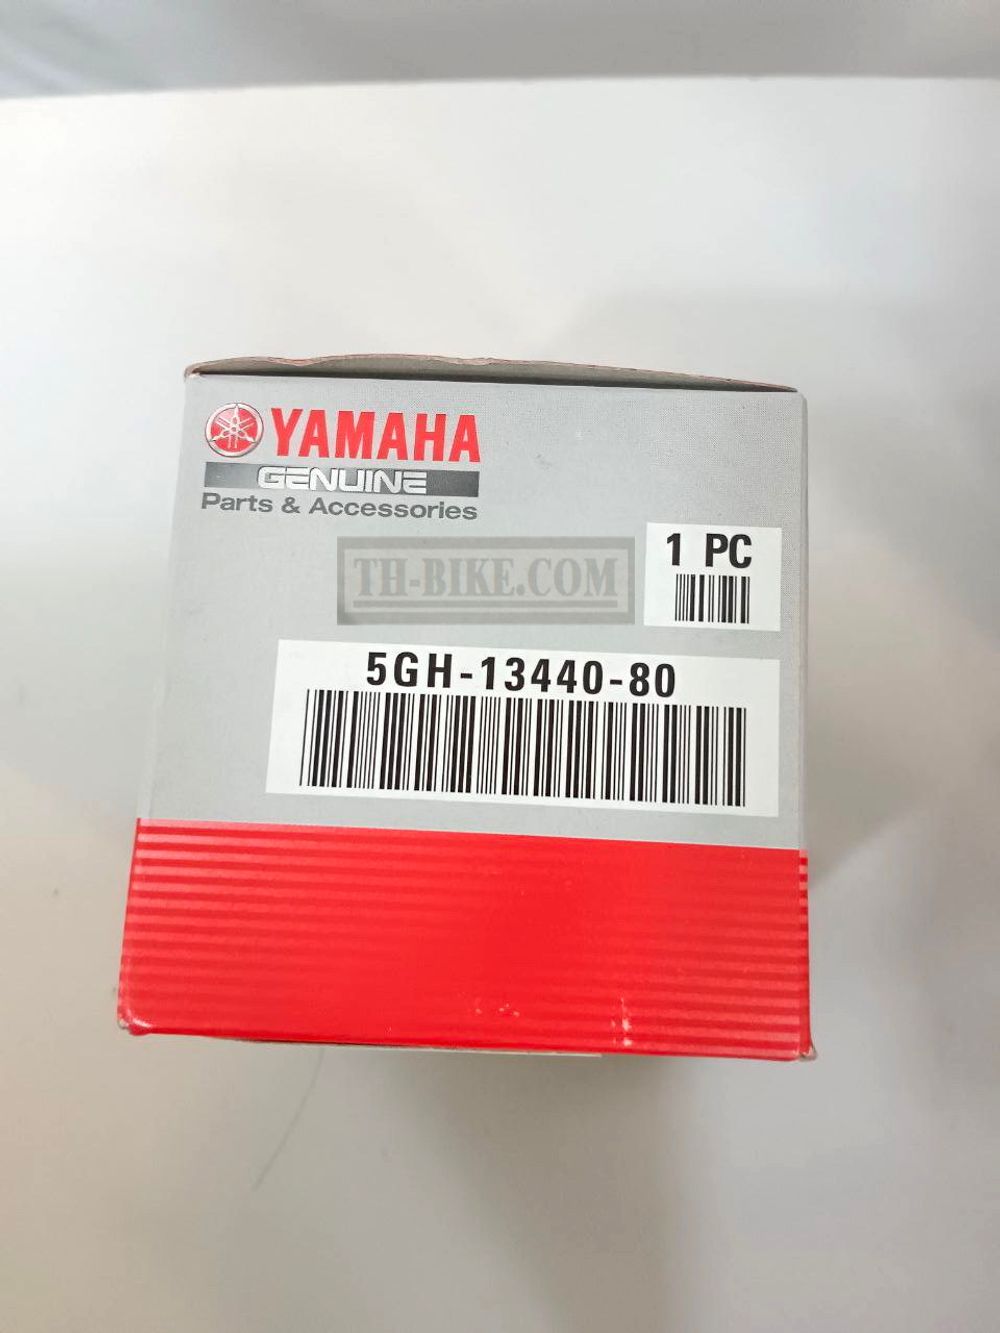 YAMAHA
GENUINE
Parts & Accessories
1 PC
TH-BIKE.COM
5GH-13440-80